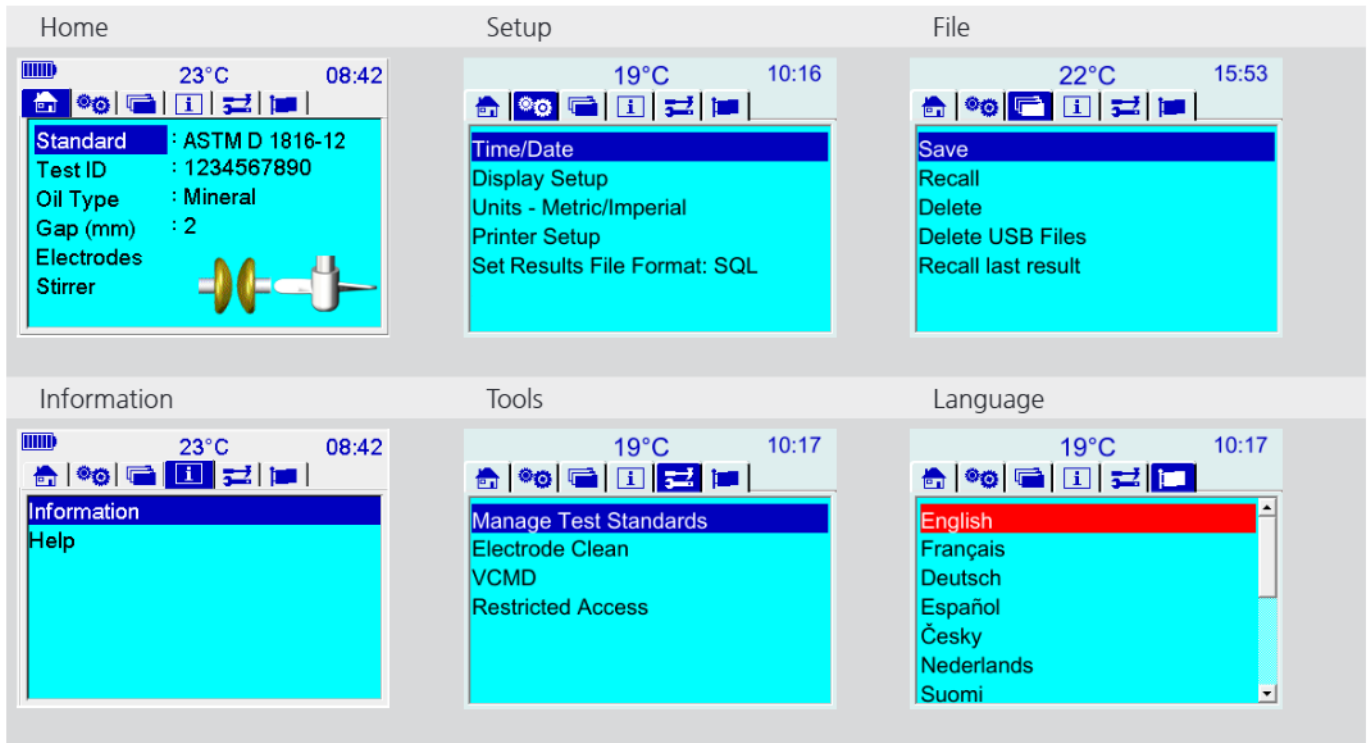 Home
Setup
File
23°C 08:42
Standard : ASTM D 1816-12
Test ID : 1234567890
Oil Type : Mineral
Gap (mm) : 2
Electrodes
Stirrer
19°C 10:16
Time/Date
Display Setup
Units - Metric/Imperial
Printer Setup
Set Results File Format: SQL
22°C 15:53
Save
Recall
Delete
Delete USB Files
Recall last result
Information
Tools
Language
23°C 08:42
Information
Help
19°C 10:17
Manage Test Standards
Electrode Clean
VCMD
Restricted Access
19°C 10:17
English
Français
Deutsch
Español
Česky
Nederlands
Suomi